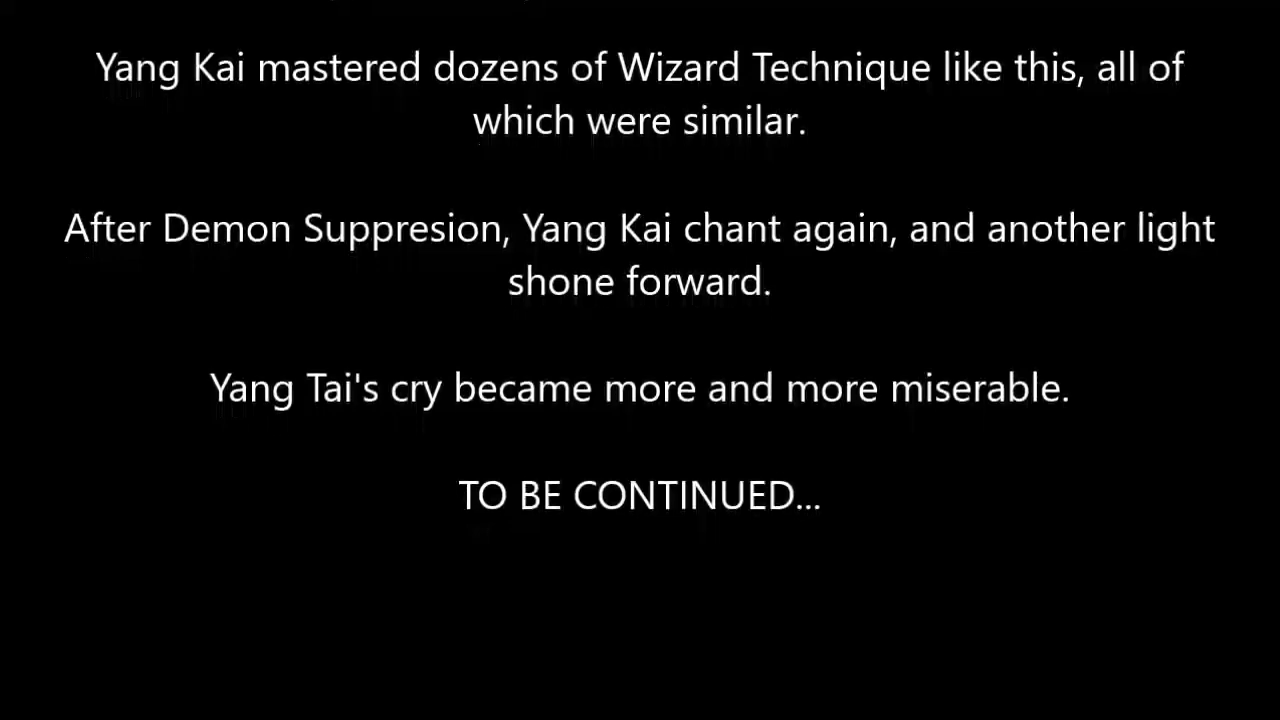 Yang Kai mastered dozens of Wizard Technique like this, all of
which were similar.
After Demon Suppresion, Yang Kai chant again, and another light
shone forward.
Yang Tai's cry became more and more miserable.
TO BE CONTINUED...